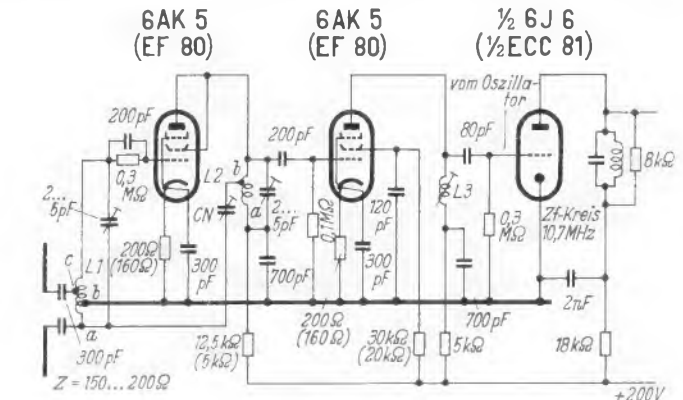 6AK 5
(EF 80)
6AK 5
(EF 80)
½ 6J 6
(½ECC 81)
vom Oszilla-
tor
200pF
0,3
MΩ
2...
5pF
L2
b
a
CN
200Ω
(160Ω)
300
pF
c
L1
b
a
300pF
Z = 150...200Ω
200pF
2...
5pF
700pF
0,1MΩ
120
pF
300
pF
12,5kΩ
(5kΩ)
200Ω
(160Ω)
30kΩ
(20kΩ)
80pF
L3
0,3
MΩ
700pF
5kΩ
8kΩ
Zf-Kreis
10,7MHz
2nF
18kΩ
+200V